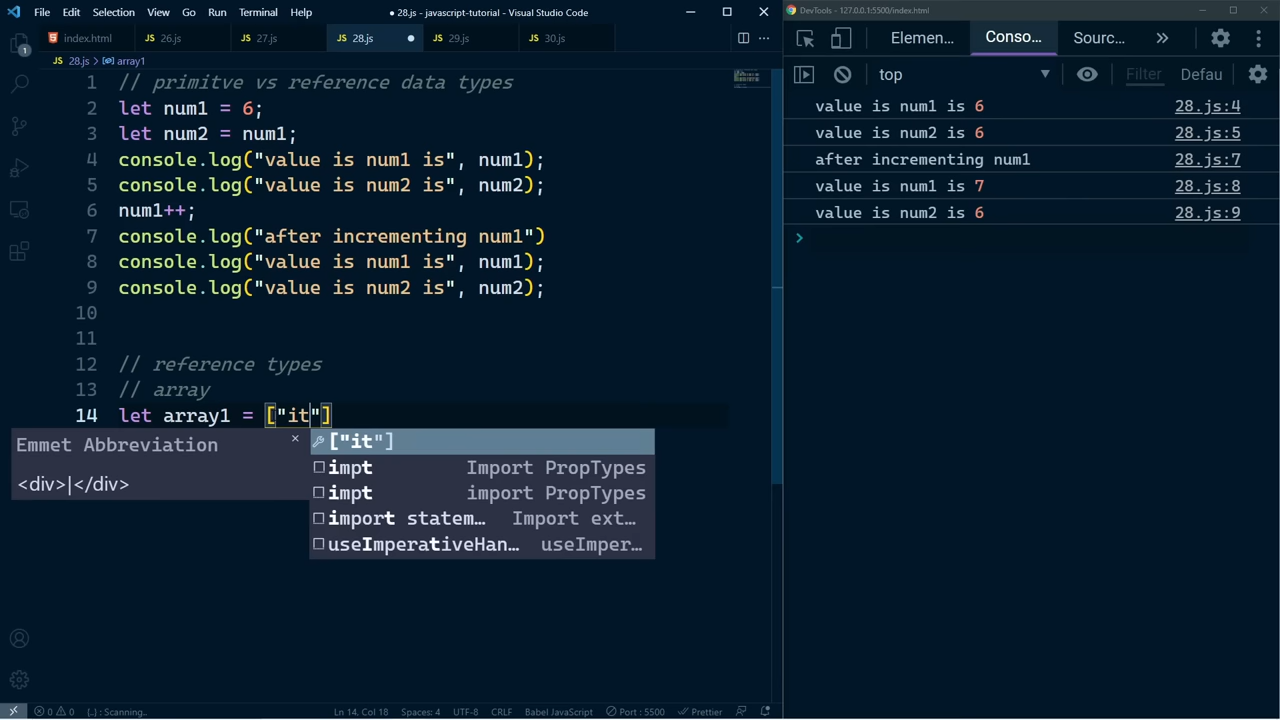 File Edit Selection View Go Run Terminal Help
● 28.js - javascript-tutorial - Visual Studio Code
index.html
JS 26.js
JS 27.js
JS 28.js ●
JS 29.js
JS 30.js
JS 28.js > array1
1 // primitve vs reference data types
2 let num1 = 6;
3 let num2 = num1;
4 console.log("value is num1 is", num1);
5 console.log("value is num2 is", num2);
6 num1++;
7 console.log("after incrementing num1")
8 console.log("value is num1 is", num1);
9 console.log("value is num2 is", num2);
10
11
12 // reference types
13 // array
14 let array1 = ["it"]
Emmet Abbreviation ×
<div>|</div>
["it"]
impt Import PropTypes
impt import PropTypes
import statem… Import ext…
useImperativeHan… useImper…
1
0 0 {..} : Scanning..
Ln 14, Col 18 Spaces: 4 UTF-8 CRLF Babel JavaScript Port : 5500 Prettier
DevTools - 127.0.0.1:5500/index.html
Elemen… Conso… Sourc… »
top ▼ Filter Defau
value is num1 is 6 28.js:4
value is num2 is 6 28.js:5
after incrementing num1 28.js:7
value is num1 is 7 28.js:8
value is num2 is 6 28.js:9
>